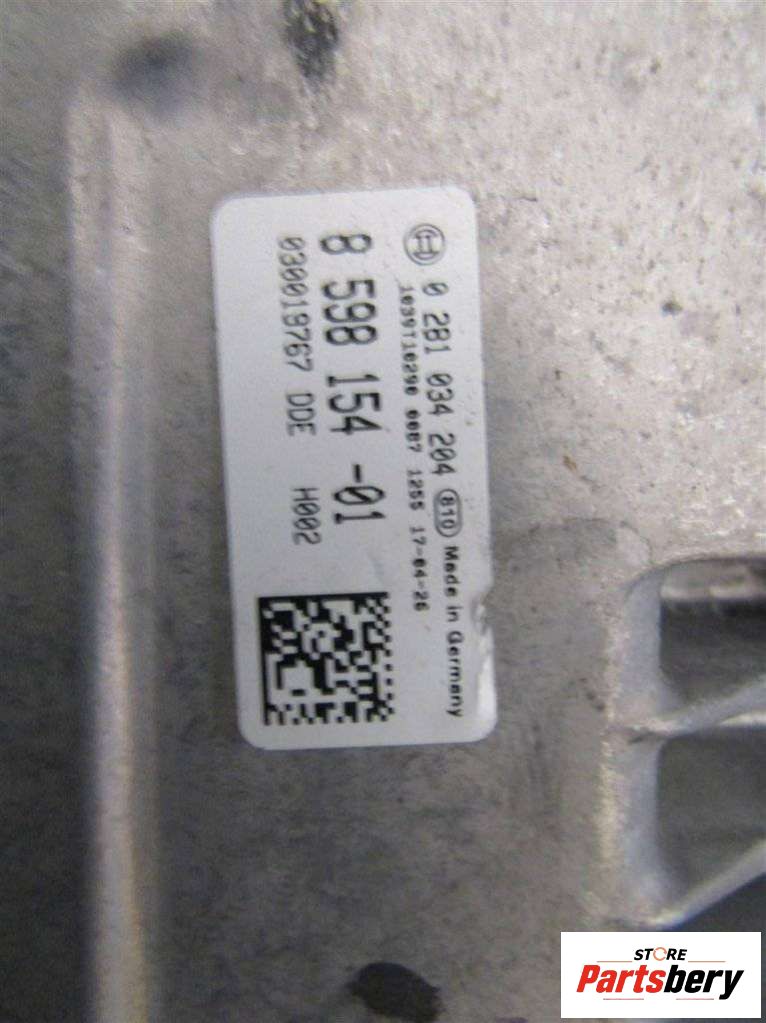 0 281 034 204 810 Made in Germany
1039T16290 0087 1255 17-04-26
8 598 154 -01
030019767 DDE H002
STORE
Partsbery